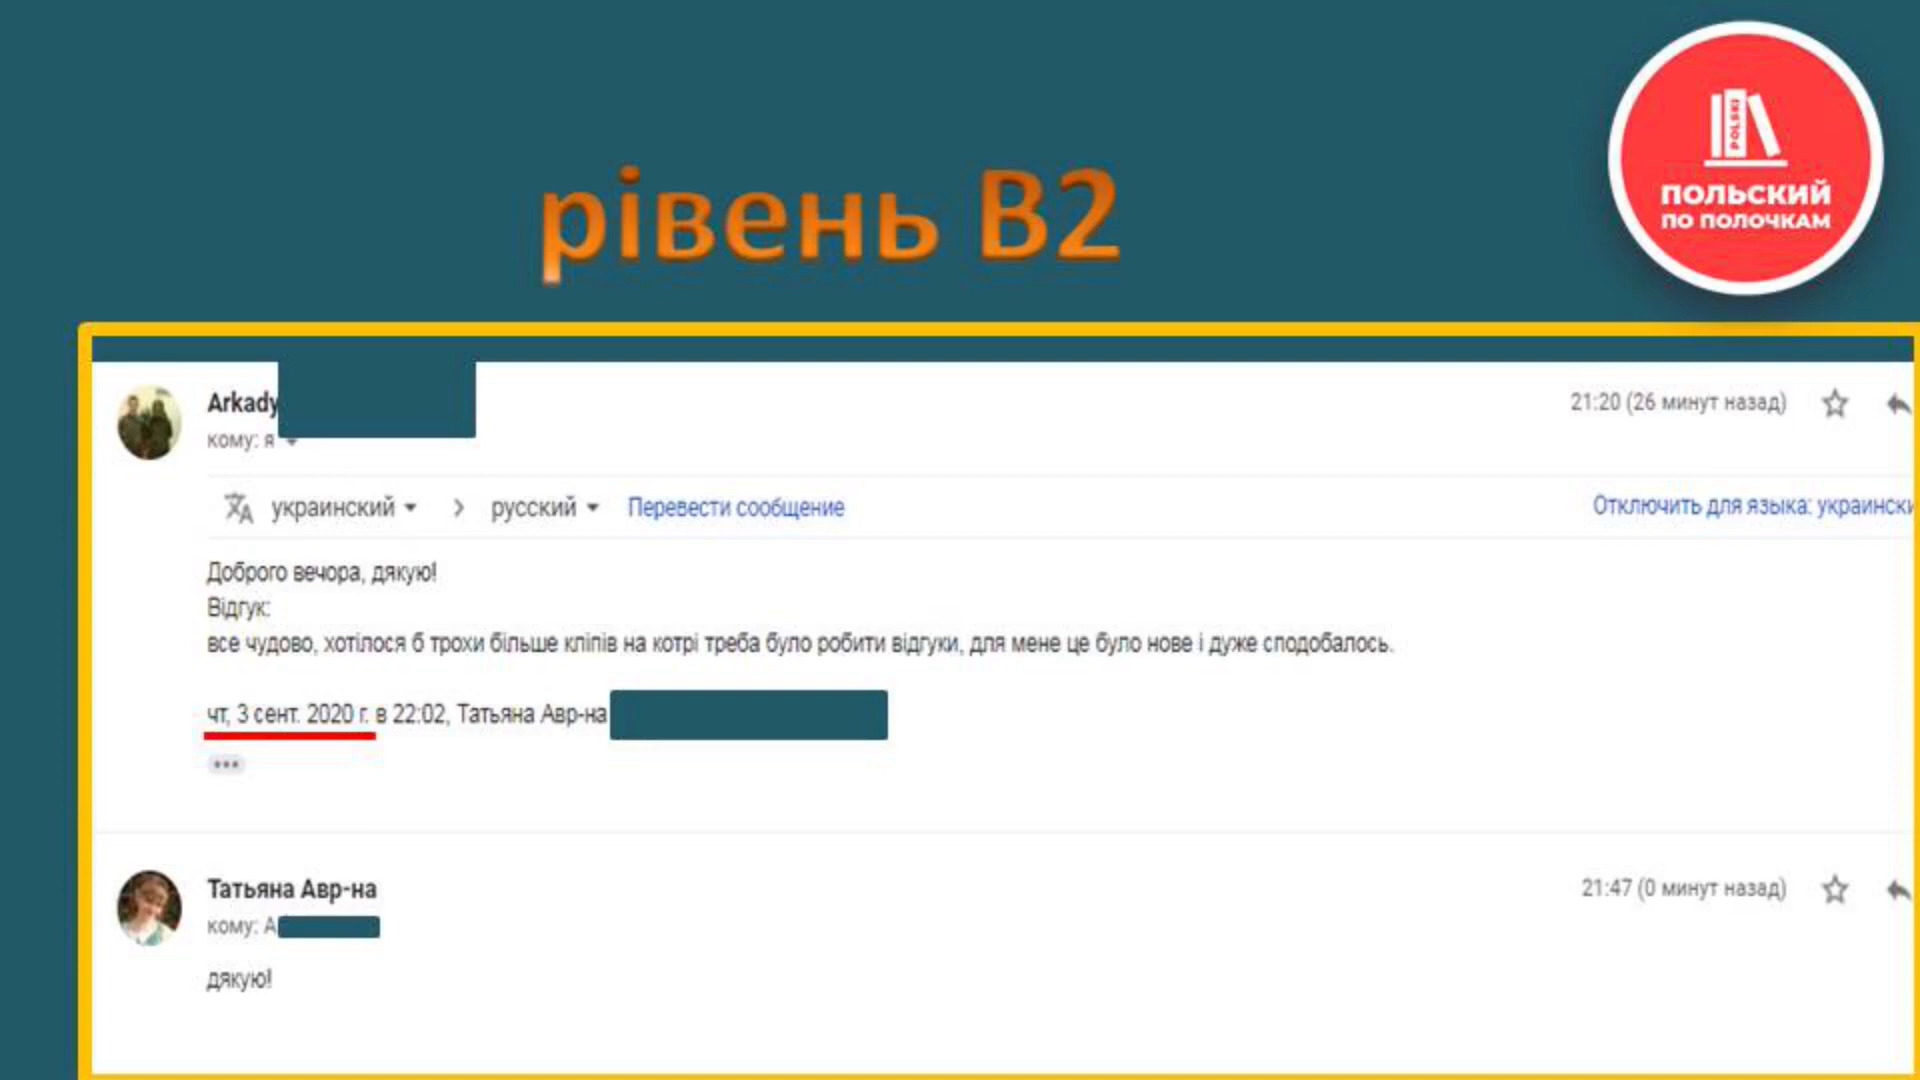 POLSKI
ПОЛЬСКИЙ
ПО ПОЛОЧКАМ
рівень В2
Arkady
21:20 (26 минут назад)
кому: я
украинский > русский Перевести сообщение
Отключить для языка: украински
Доброго вечора, дякую!
Відгук:
все чудово, хотілося б трохи більше кліпів на котрі треба було робити відгуки, для мене це було нове і дуже сподобалось.
чт, 3 сент. 2020 г. в 22:02, Татьяна Авр-на
Татьяна Авр-на
21:47 (0 минут назад)
кому: А
дякую!